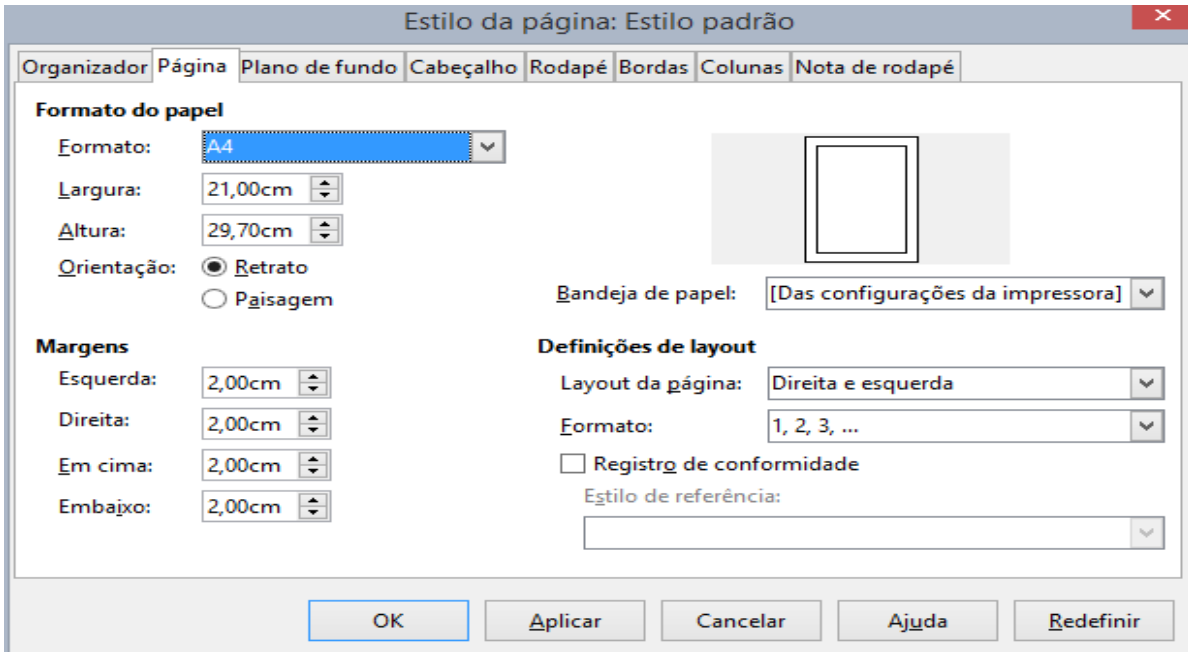 Estilo da página: Estilo padrão
Organizador Página Plano de fundo Cabeçalho Rodapé Bordas Colunas Nota de rodapé
Formato do papel
Formato: A4
Largura: 21,00cm
Altura: 29,70cm
Orientação: Retrato
Paisagem
Bandeja de papel: [Das configurações da impressora]
Margens
Esquerda: 2,00cm
Direita: 2,00cm
Em cima: 2,00cm
Embaixo: 2,00cm
Definições de layout
Layout da página: Direita e esquerda
Formato: 1, 2, 3, ...
Registro de conformidade
Estilo de referência:
OK Aplicar Cancelar Ajuda Redefinir